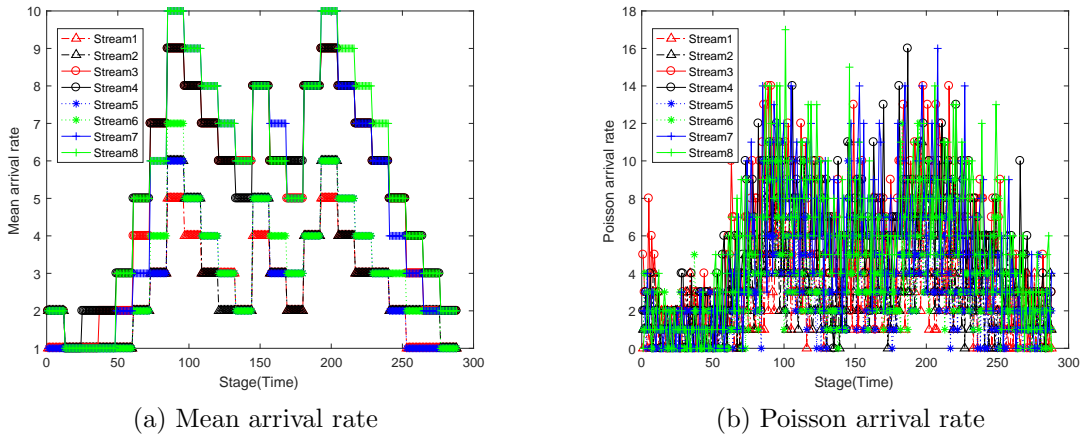 10
9
8
7
6
5
4
3
2
1
0
50
100
150
200
250
300
Mean arrival rate
Stage(Time)
Stream1
Stream2
Stream3
Stream4
Stream5
Stream6
Stream7
Stream8
(a) Mean arrival rate
18
16
14
12
10
8
6
4
2
0
0
50
100
150
200
250
300
Poisson arrival rate
Stage(Time)
Stream1
Stream2
Stream3
Stream4
Stream5
Stream6
Stream7
Stream8
(b) Poisson arrival rate